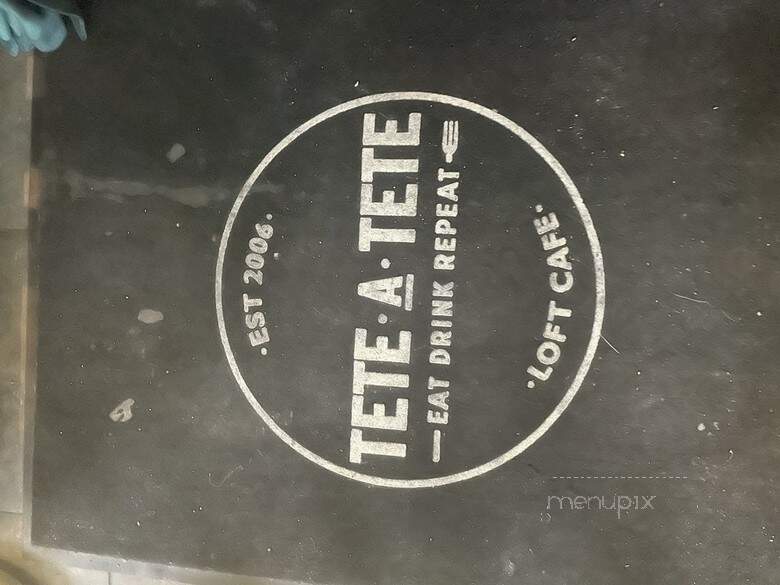 ·EST 2006·
TETE·A·TETE
EAT DRINK REPEAT
·LOFT CAFE·
menupix